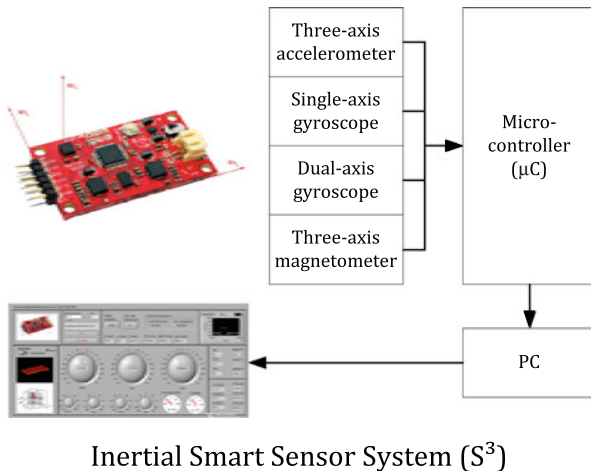 Three-axis
accelerometer
Single-axis
gyroscope
Dual-axis
gyroscope
Three-axis
magnetometer
Micro-
controller
(µC)
PC
Inertial Smart Sensor System (S³)